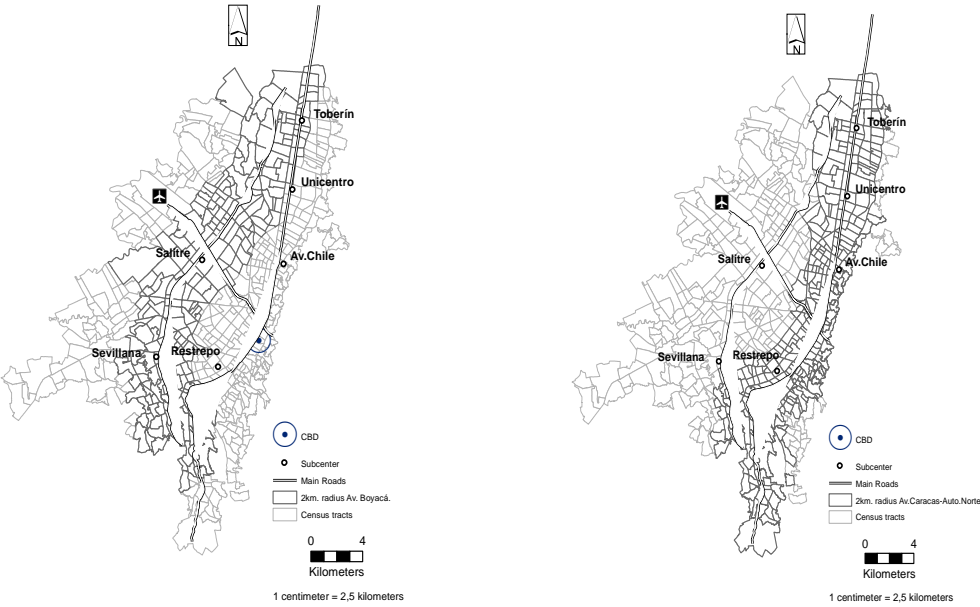 N
Toberín
Unicentro
Salitre
Av.Chile
Sevillana
Restrepo
CBD
Subcenter
Main Roads
2km. radius Av. Boyacá.
Census tracts
0 4
Kilometers
1 centimeter = 2,5 kilometers
N
Toberín
Unicentro
Salitre
Av.Chile
Sevillana
Restrepo
CBD
Subcenter
Main Roads
2km. radius Av.Caracas-Auto.Norte
Census tracts
0 4
Kilometers
1 centimeter = 2,5 kilometers